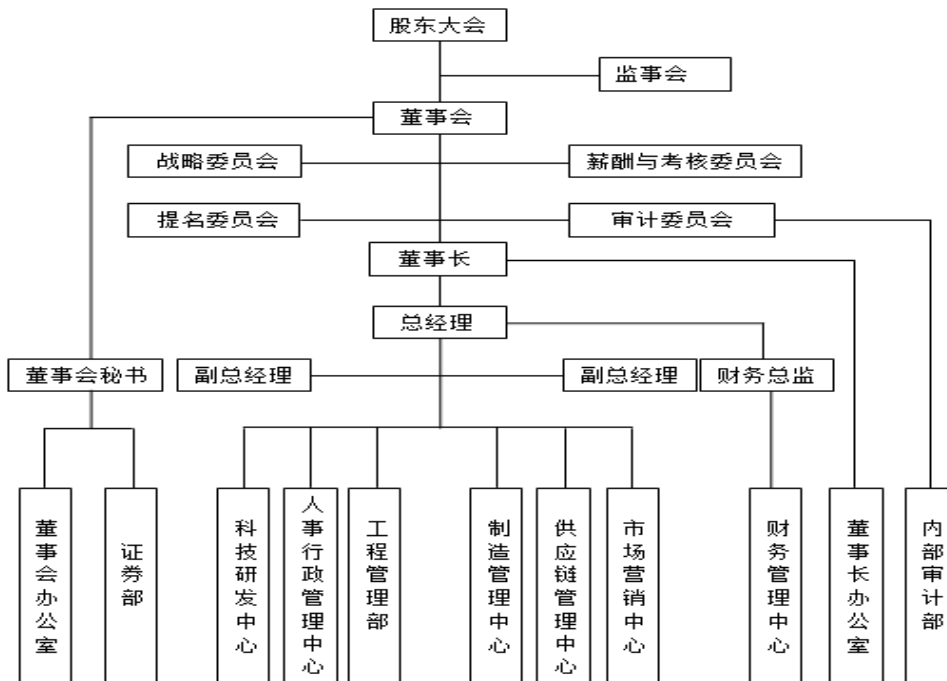 股东大会
监事会
董事会
战略委员会
薪酬与考核委员会
提名委员会
审计委员会
董事长
总经理
董事会秘书
副总经理
副总经理
财务总监
董事会办公室
证券部
科技研发中心
人事行政管理中心
工程管理部
制造管理中心
供应链管理中心
市场营销中心
财务管理中心
董事长办公室
内部审计部